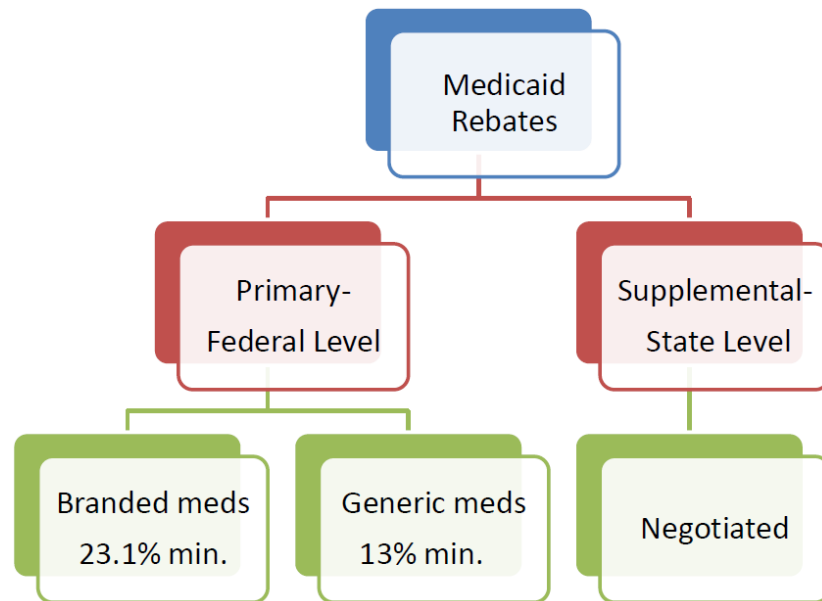 Medicaid
Rebates
Primary-
Federal Level
Supplemental-
State Level
Branded meds
23.1% min.
Generic meds
13% min.
Negotiated